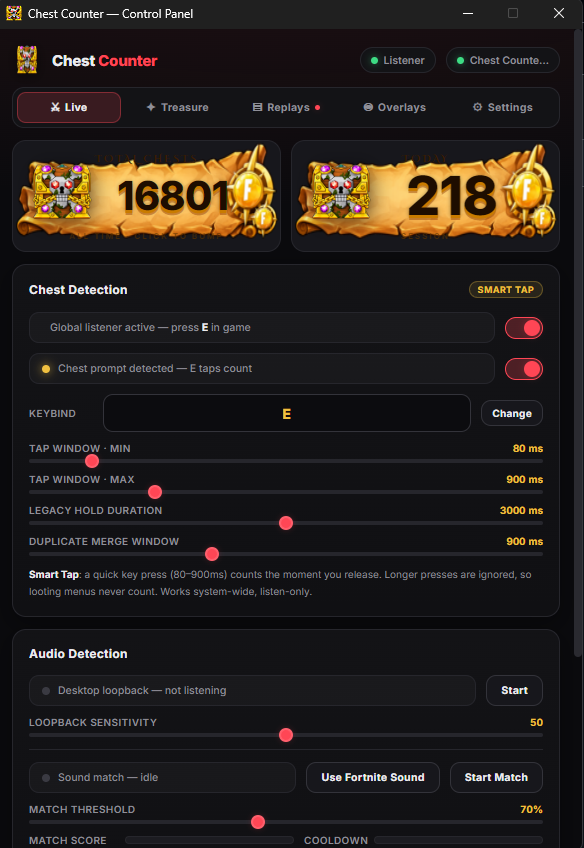 Chest Counter — Control Panel
Chest Counter
Listener
Chest Counte...
Live
Treasure
Replays
Overlays
Settings
16801
218
Chest Detection
SMART TAP
Global listener active — press E in game
Chest prompt detected — E taps count
KEYBIND
E
Change
TAP WINDOW · MIN
80 ms
TAP WINDOW · MAX
900 ms
LEGACY HOLD DURATION
3000 ms
DUPLICATE MERGE WINDOW
900 ms
Smart Tap: a quick key press (80–900ms) counts the moment you release. Longer presses are ignored, so
looting menus never count. Works system-wide, listen-only.
Audio Detection
Desktop loopback — not listening
Start
LOOPBACK SENSITIVITY
50
Sound match — idle
Use Fortnite Sound
Start Match
MATCH THRESHOLD
70%
MATCH SCORE
COOLDOWN